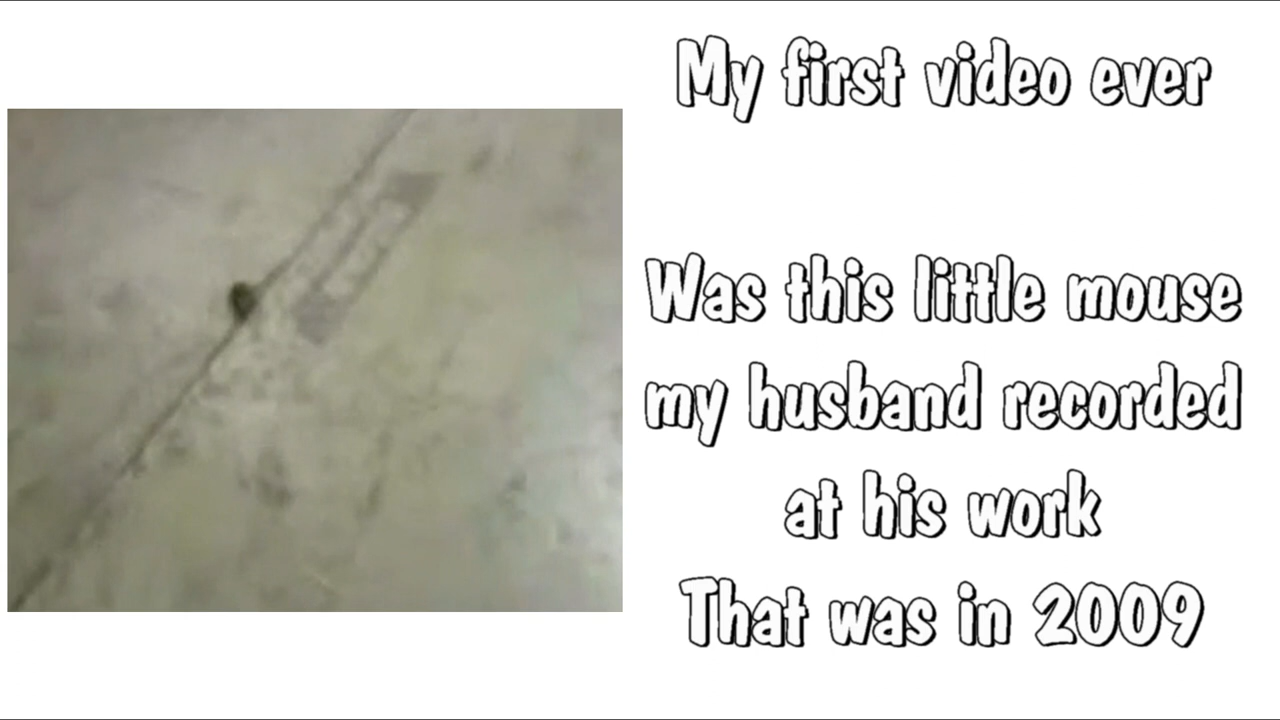 My first video ever
Was this little mouse
my husband recorded
at his work
That was in 2009